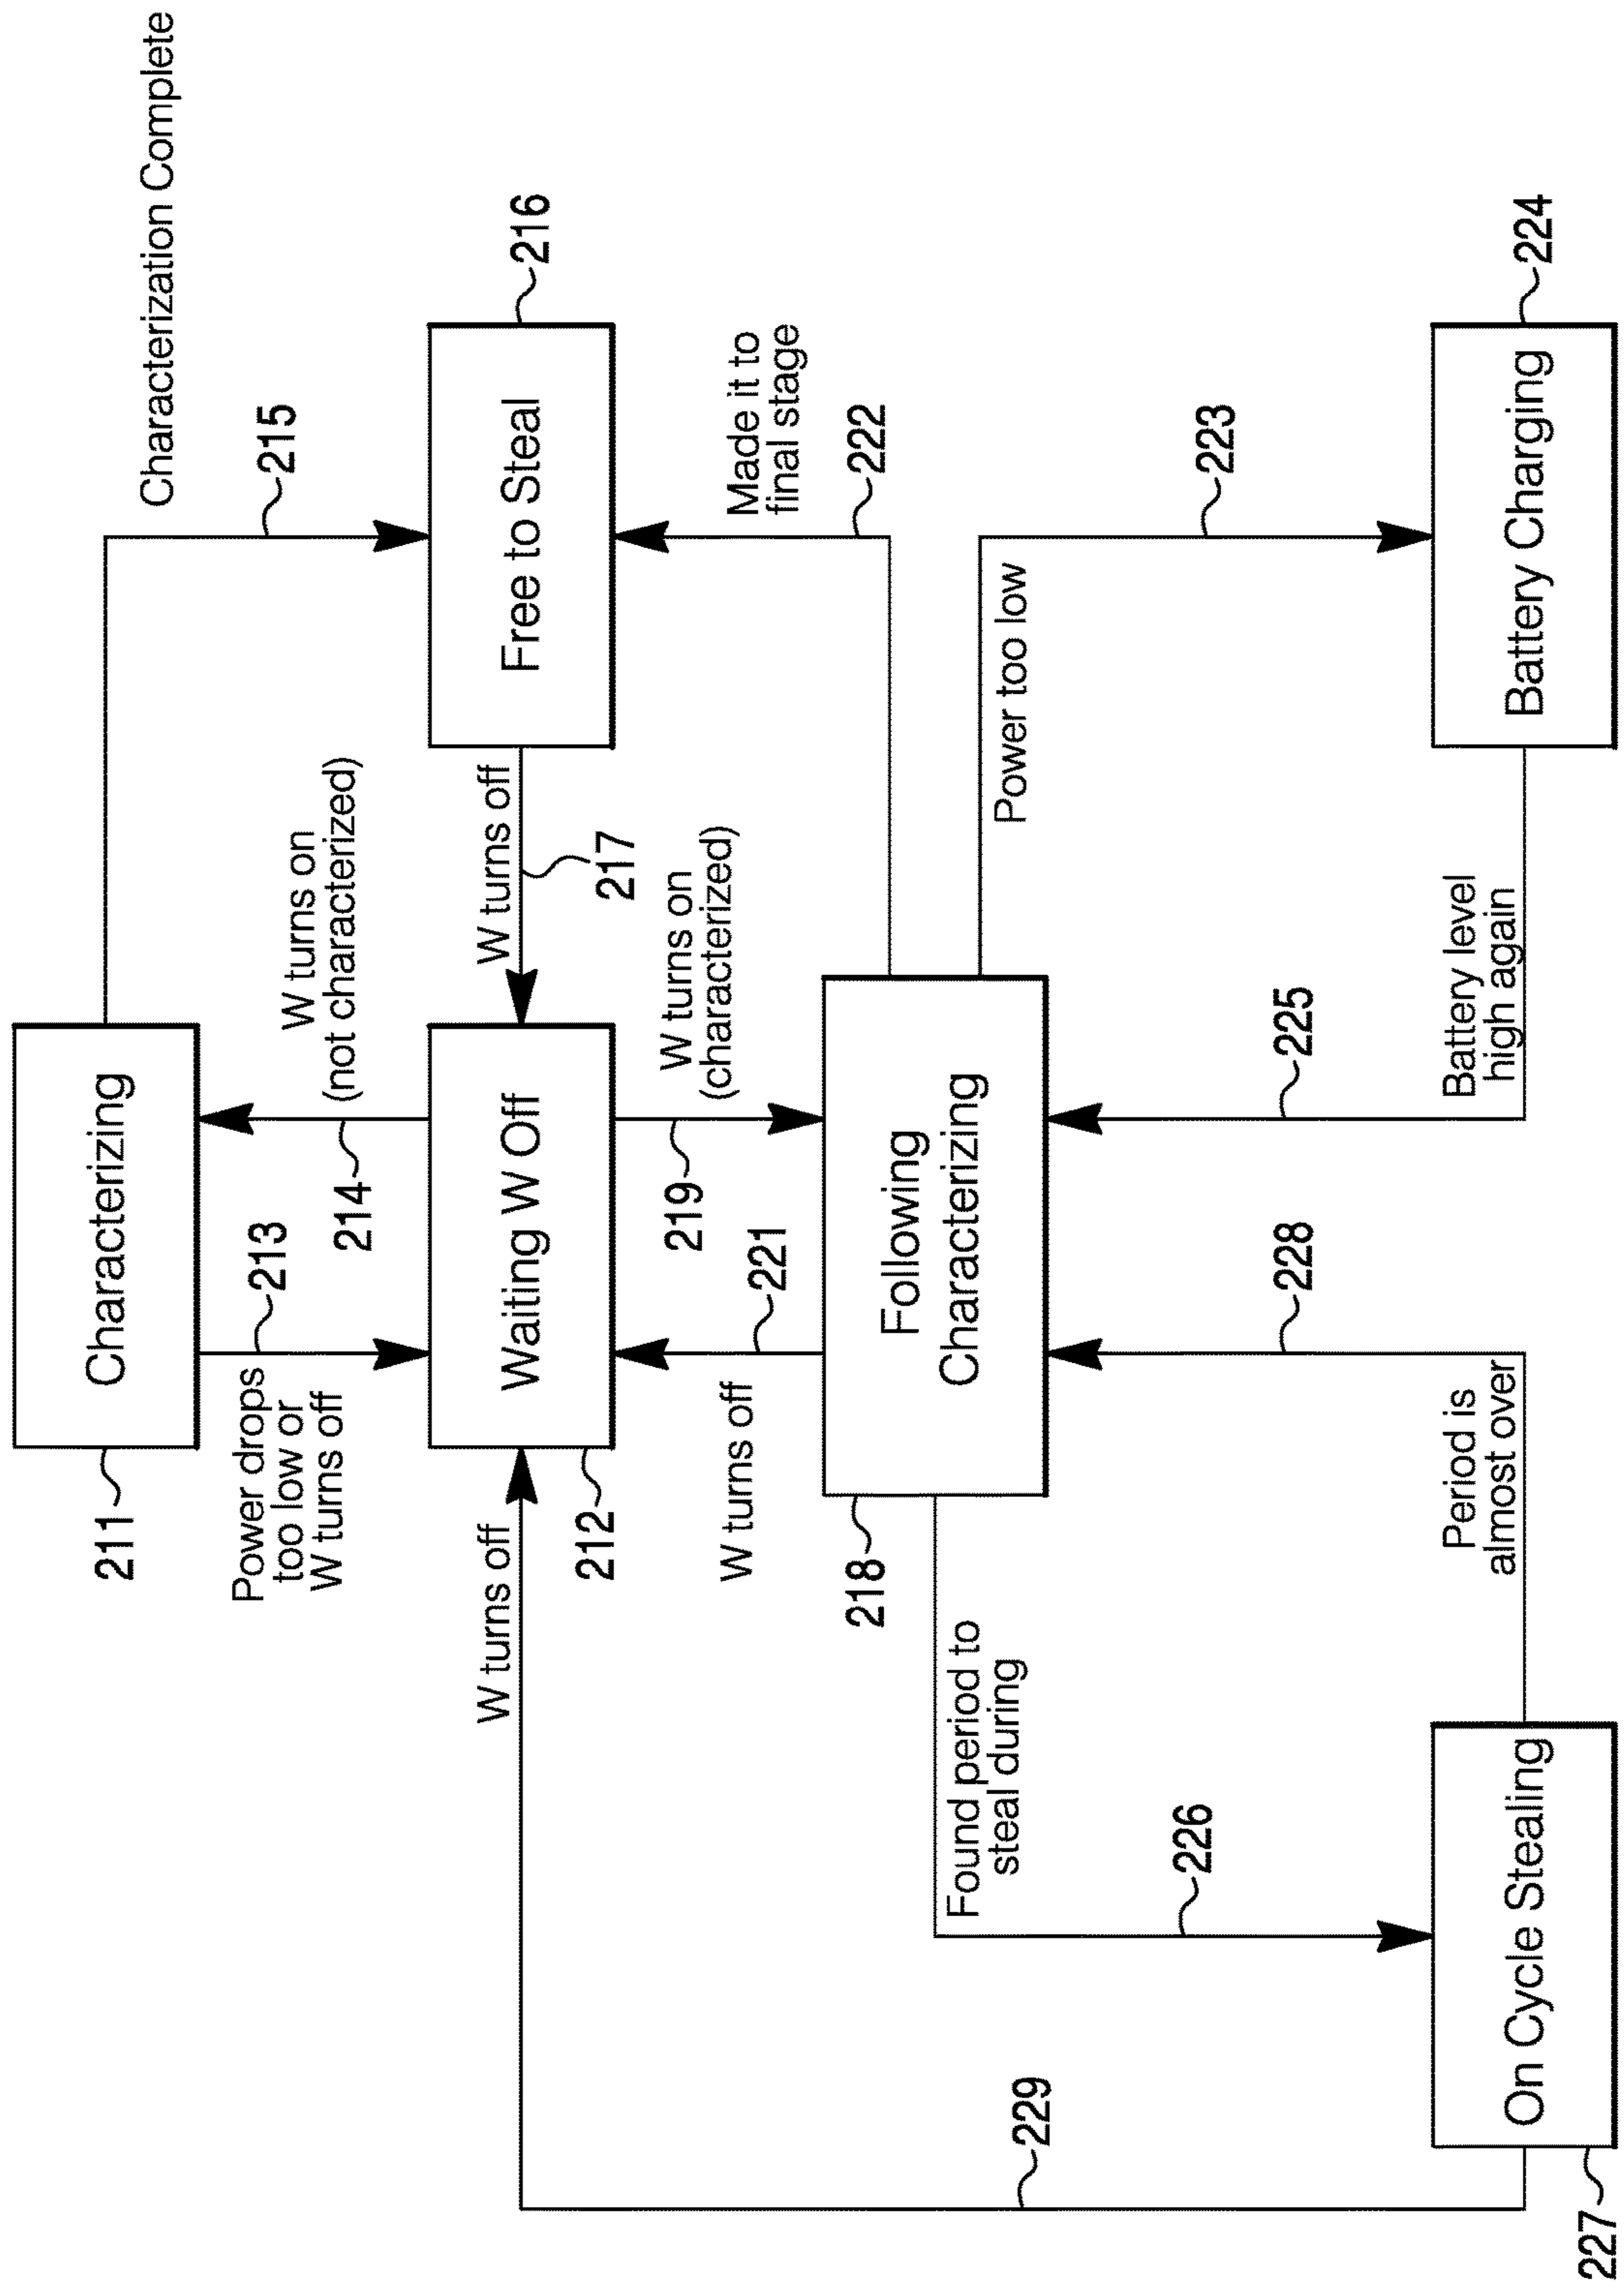 Characterization Complete
211
Characterizing
215
Power drops
too low or
W turns off
213
214
W turns on
(not characterized)
W turns off
212
Waiting W Off
W turns off
217
Free to Steal
216
W turns off
221
219
W turns on
(characterized)
Made it to
final stage
222
218
Following
Characterizing
Found period to
steal during
226
Power too low
223
229
228
225
Period is
almost over
Battery level
high again
227
On Cycle Stealing
Battery Charging
224